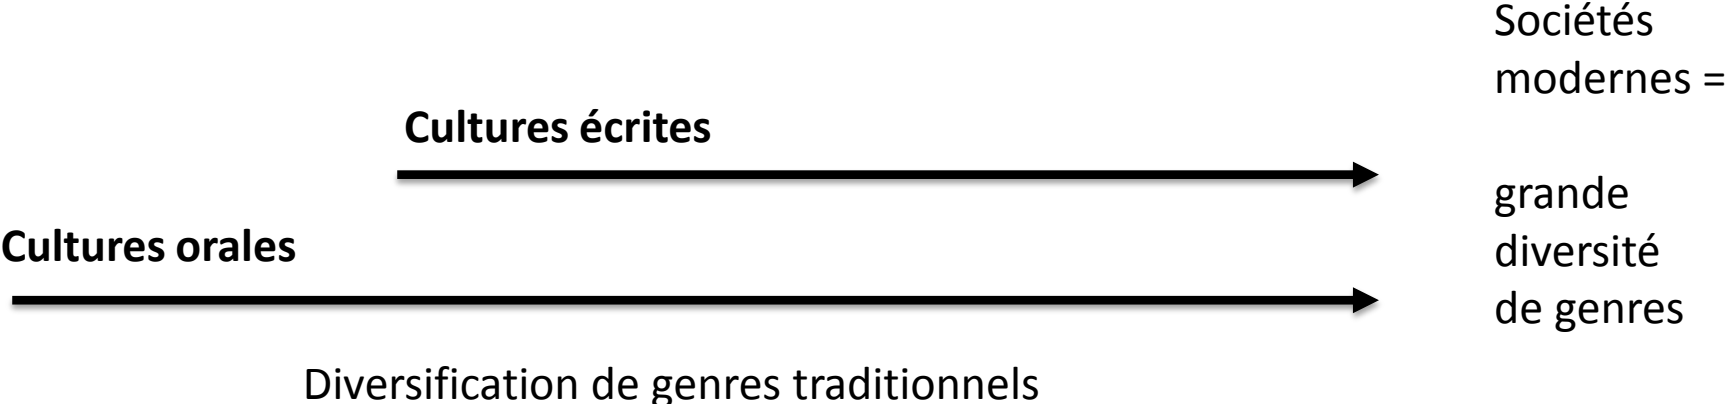 Sociétés
modernes =
Cultures écrites
grande
diversité
de genres
Cultures orales
Diversification de genres traditionnels